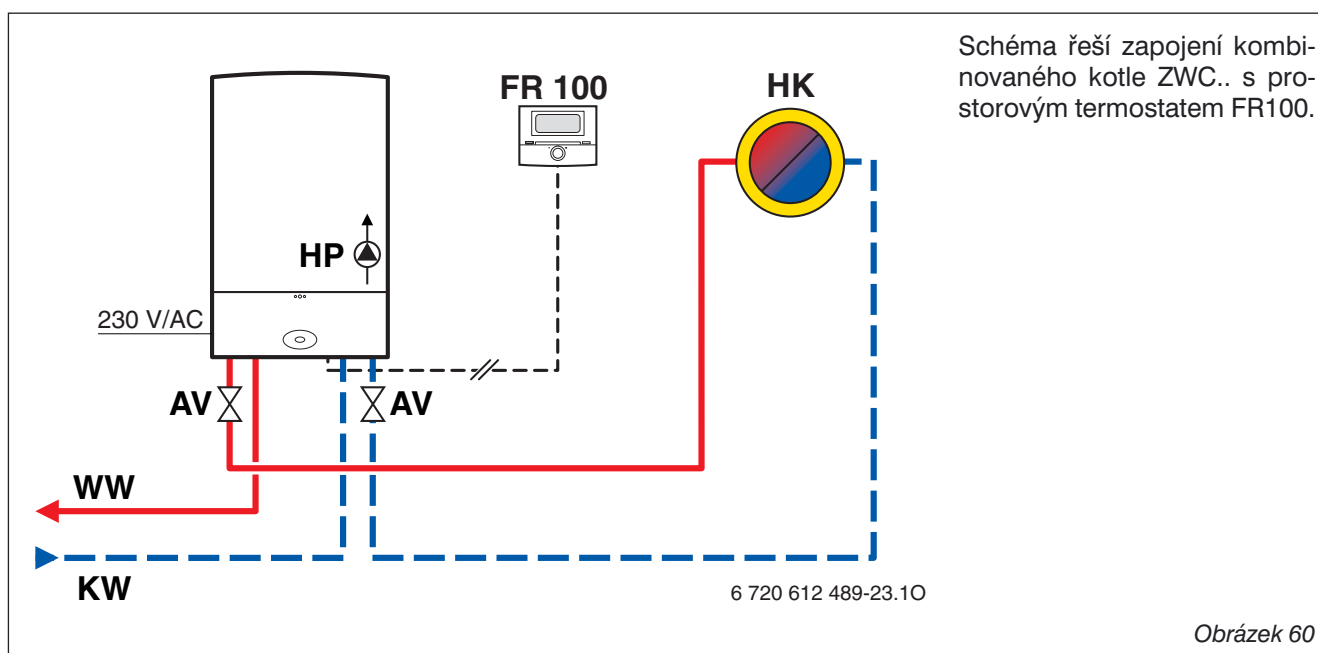 Schéma řeší zapojení kombi-
novaného kotle ZWC.. s pro-
storovým termostatem FR100.
FR 100
HK
HP
230 V/AC
AV
AV
WW
KW
6 720 612 489-23.1O
Obrázek 60